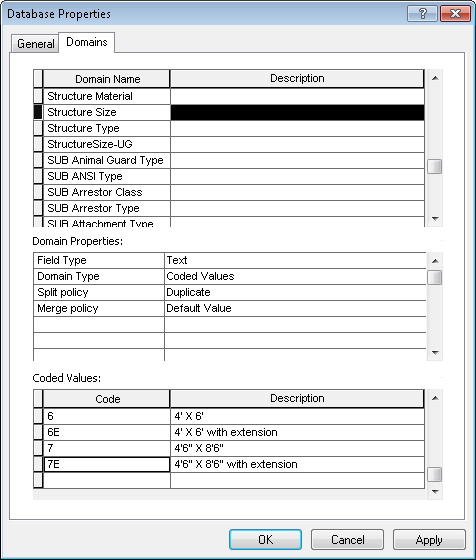 Database Properties
General Domains
Domain Name Description
Structure Material
Structure Size
Structure Type
StructureSize-UG
SUB Animal Guard Type
SUB ANSI Type
SUB Arrestor Class
SUB Arrestor Type
SUB Attachment Type
Domain Properties:
Field Type Text
Domain Type Coded Values
Split policy Duplicate
Merge policy Default Value
Coded Values:
Code Description
6 4' X 6'
6E 4' X 6' with extension
7 4'6" X 8'6"
7E 4'6" X 8'6" with extension
OK Cancel Apply